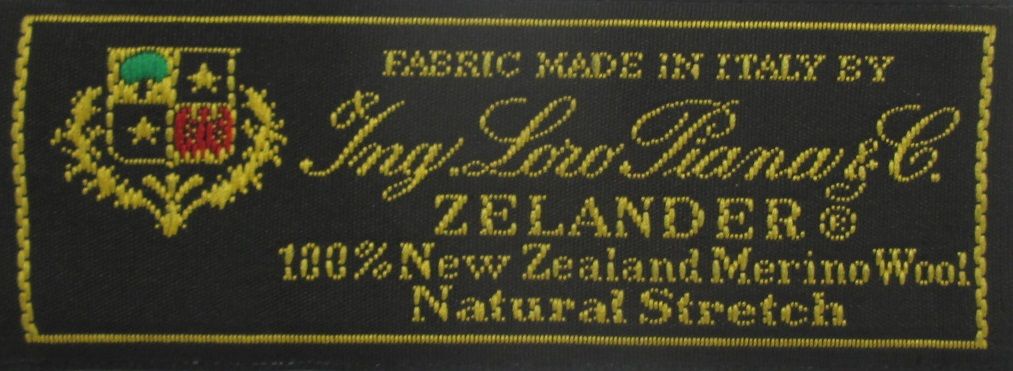 FABRIC MADE IN ITALY BY
Ing. Loro Piana & C.
ZELANDER ®
100% New Zealand Merino Wool
Natural Stretch